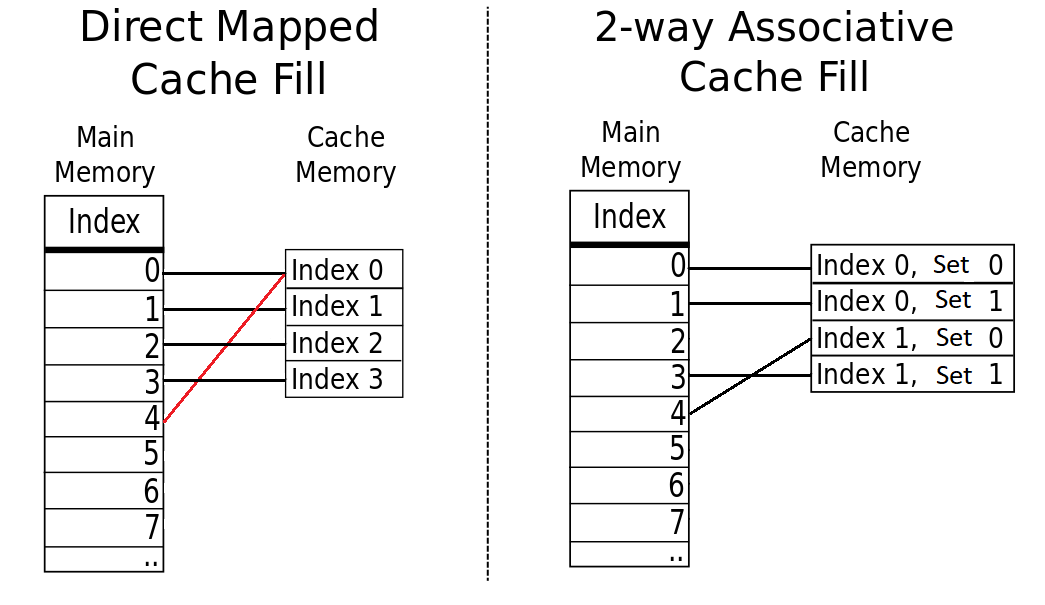 Direct Mapped
Cache Fill
Main
Memory
Cache
Memory
Index
0
1
2
3
4
5
6
7
..
Index 0
Index 1
Index 2
Index 3
2-way Associative
Cache Fill
Main
Memory
Cache
Memory
Index
0
1
2
3
4
5
6
7
..
Index 0, Set 0
Index 0, Set 1
Index 1, Set 0
Index 1, Set 1